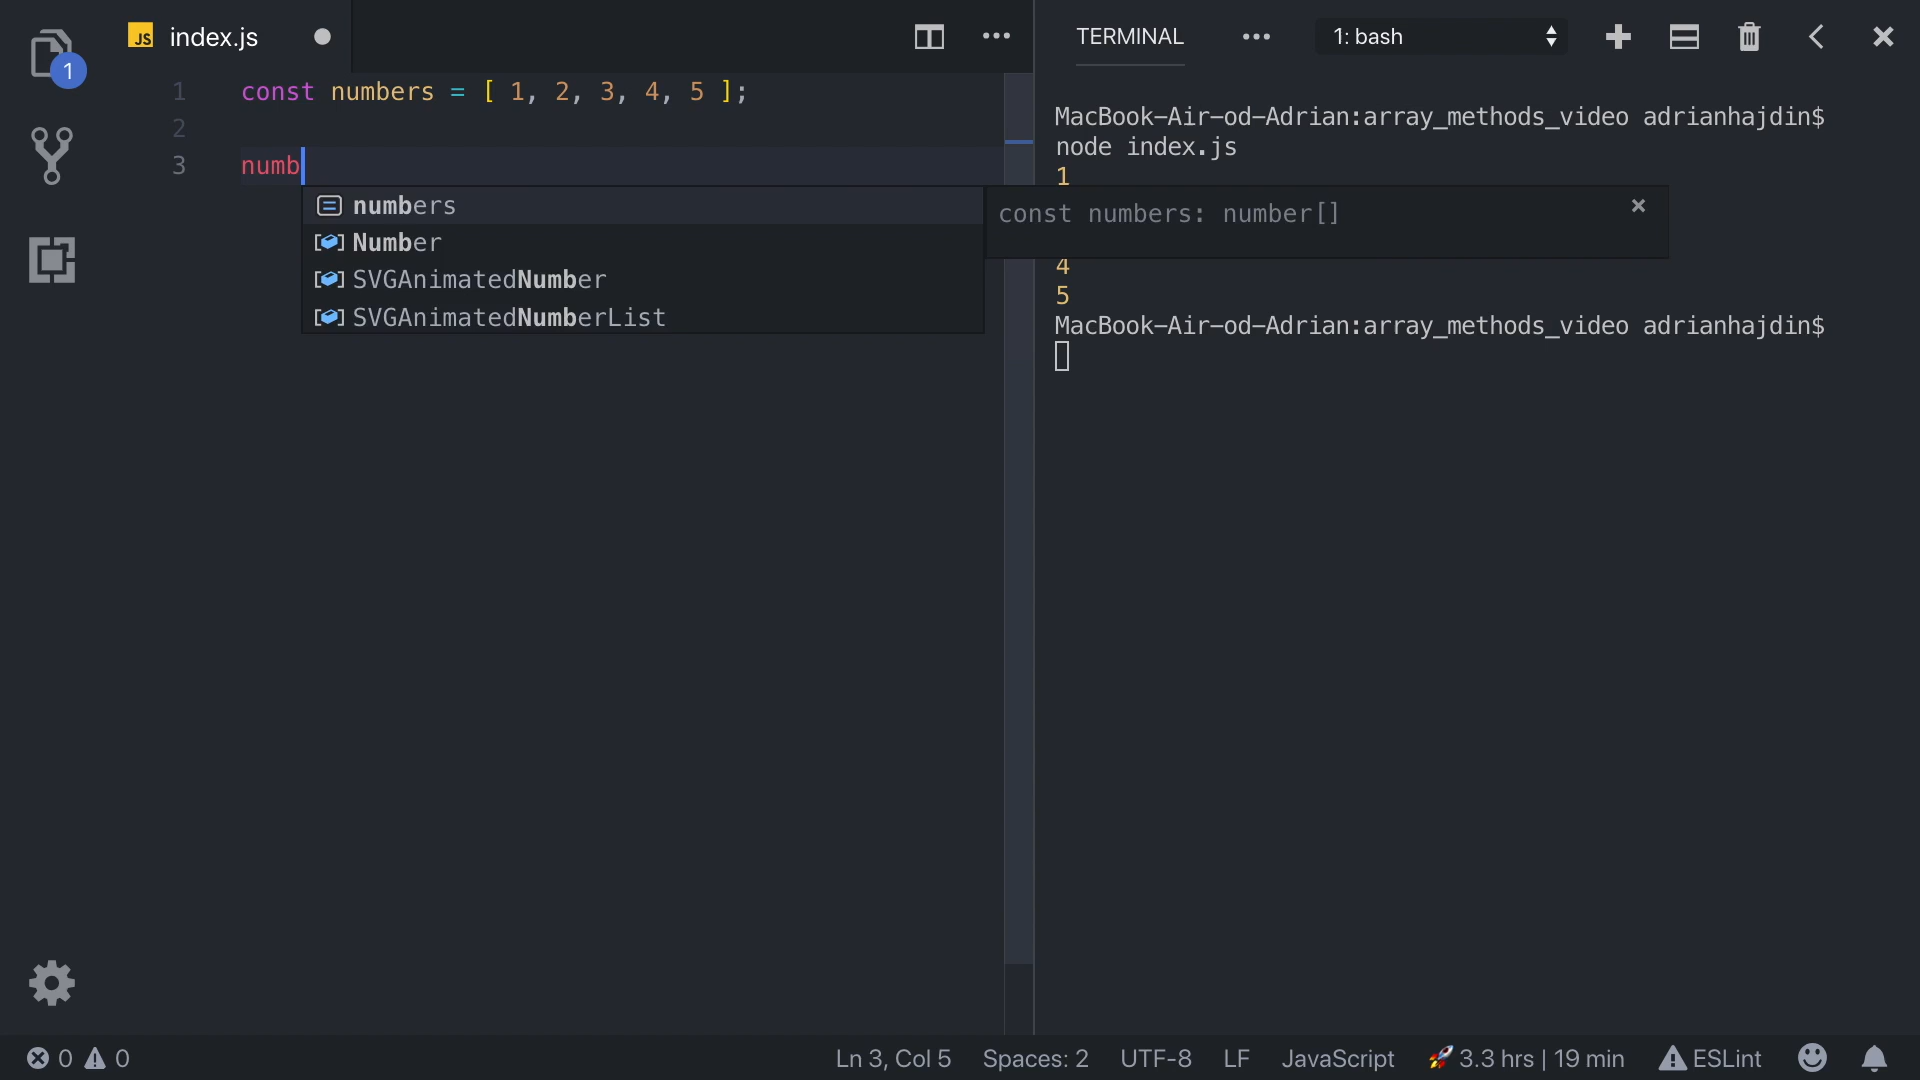 JS index.js
TERMINAL
1: bash
1
1 const numbers = [ 1, 2, 3, 4, 5 ];
2
3 numb
numbers
Number
SVGAnimatedNumber
SVGAnimatedNumberList
const numbers: number[]
MacBook-Air-od-Adrian:array_methods_video adrianhajdin$
node index.js
1
4
5
MacBook-Air-od-Adrian:array_methods_video adrianhajdin$
0 0
Ln 3, Col 5 Spaces: 2 UTF-8 LF JavaScript 🚀 3.3 hrs | 19 min ESLint